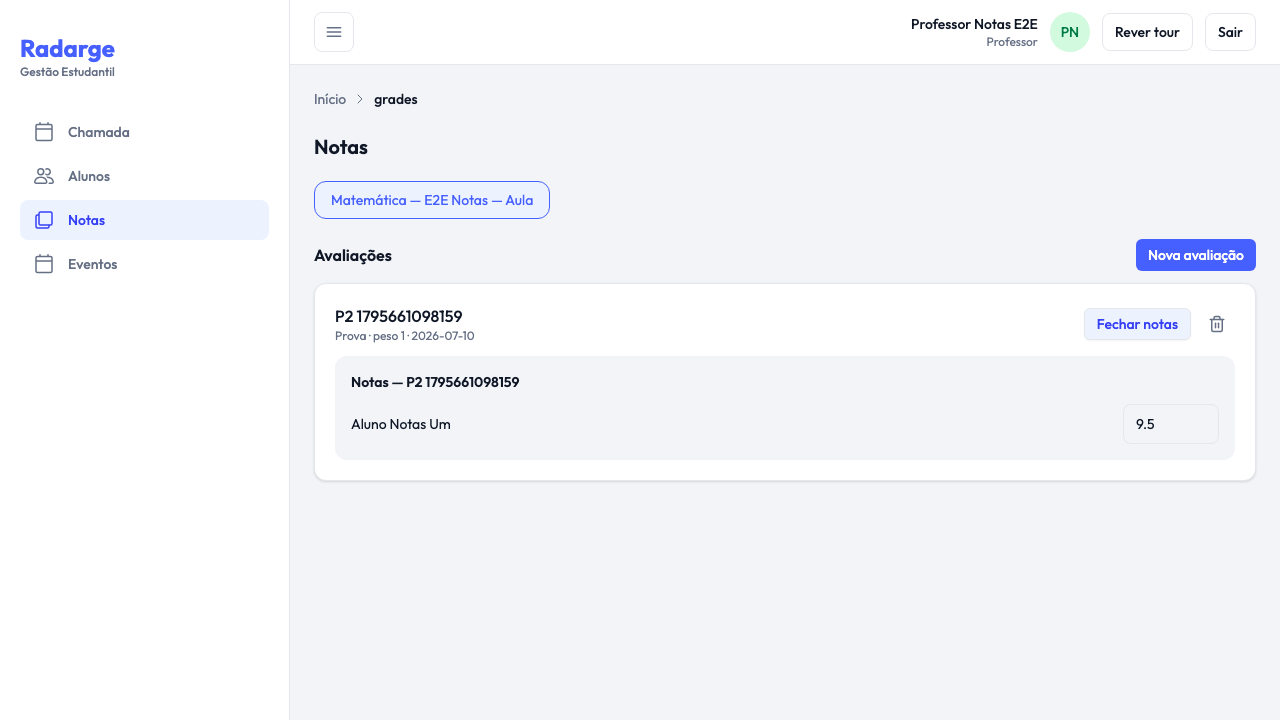 Radarge
Gestão Estudantil
Chamada
Alunos
Notas
Eventos
Professor Notas E2E
Professor
PN
Rever tour
Sair
Início
grades
Notas
Matemática — E2E Notas — Aula
Avaliações
Nova avaliação
P2 1795661098159
Prova · peso 1 · 2026-07-10
Fechar notas
Notas — P2 1795661098159
Aluno Notas Um
9.5